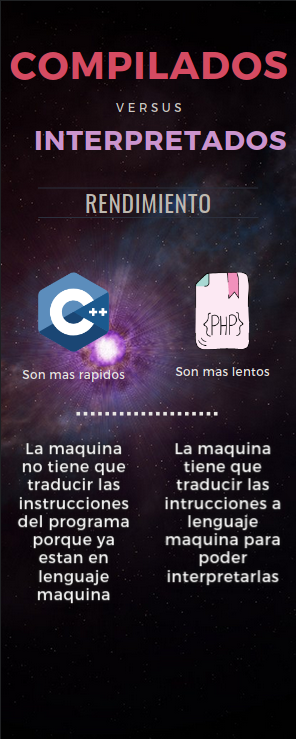 COMPILADOS
VERSUS
INTERPRETADOS
RENDIMIENTO
C++
Son mas rapidos
{PHP}
Son mas lentos
La maquina
no tiene que
traducir las
instrucciones
del programa
porque ya
estan en
lenguaje
maquina
La maquina
tiene que
traducir las
intrucciones a
lenguaje
maquina para
poder
interpretarlas